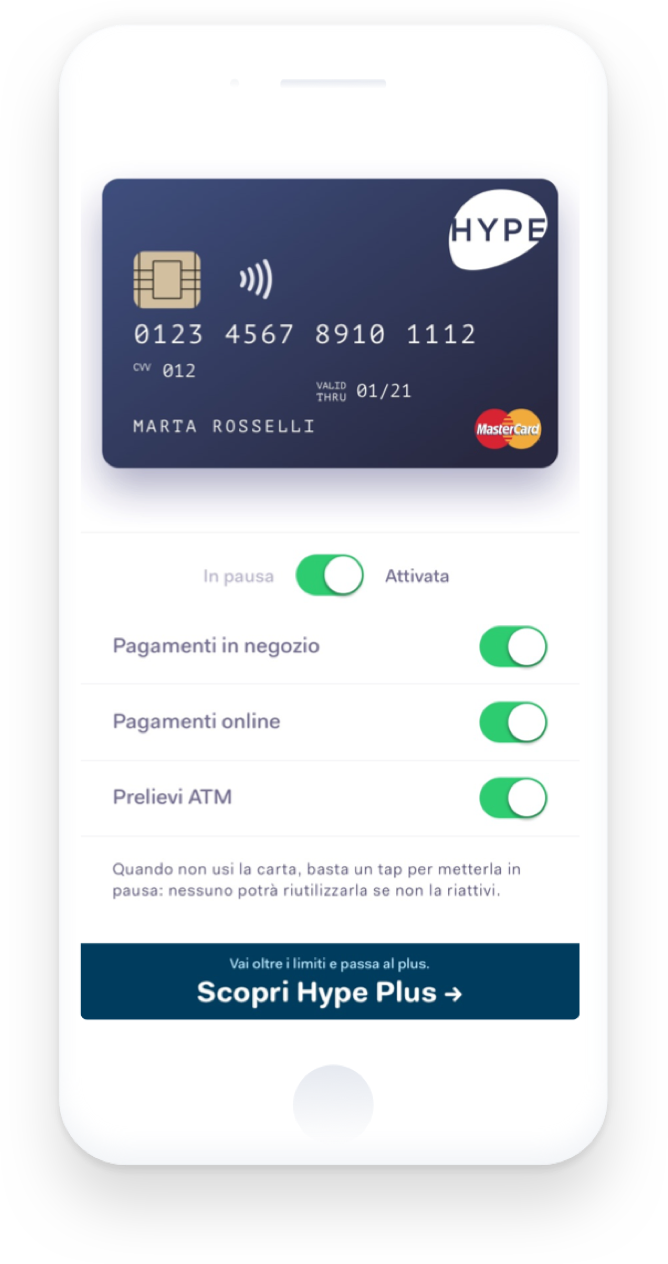 HYPE
0123 4567 8910 1112
CVV 012
VALID
THRU 01/21
MARTA ROSSELLI
MasterCard
In pausa Attivata
Pagamenti in negozio
Pagamenti online
Prelievi ATM
Quando non usi la carta, basta un tap per metterla in
pausa: nessuno potrà riutilizzarla se non la riattivi.
Vai oltre i limiti e passa al plus.
Scopri Hype Plus →